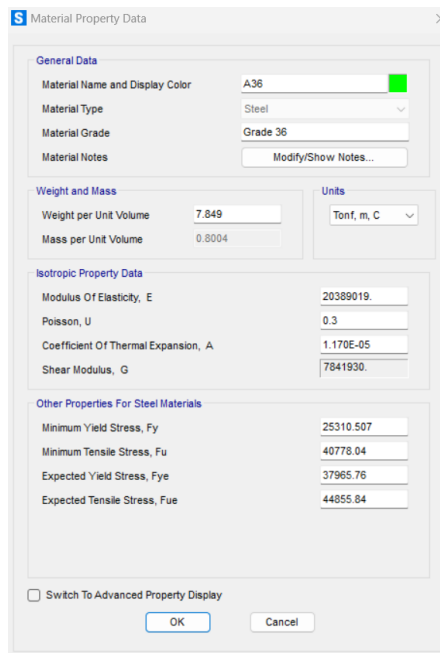 S Material Property Data
General Data
Material Name and Display Color A36
Material Type Steel
Material Grade Grade 36
Material Notes Modify/Show Notes...
Weight and Mass Units
Weight per Unit Volume 7.849 Tonf, m, C
Mass per Unit Volume 0.8004
Isotropic Property Data
Modulus Of Elasticity, E 20389019.
Poisson, U 0.3
Coefficient Of Thermal Expansion, A 1.170E-05
Shear Modulus, G 7841930.
Other Properties For Steel Materials
Minimum Yield Stress, Fy 25310.507
Minimum Tensile Stress, Fu 40778.04
Expected Yield Stress, Fye 37965.76
Expected Tensile Stress, Fue 44855.84
Switch To Advanced Property Display
OK Cancel